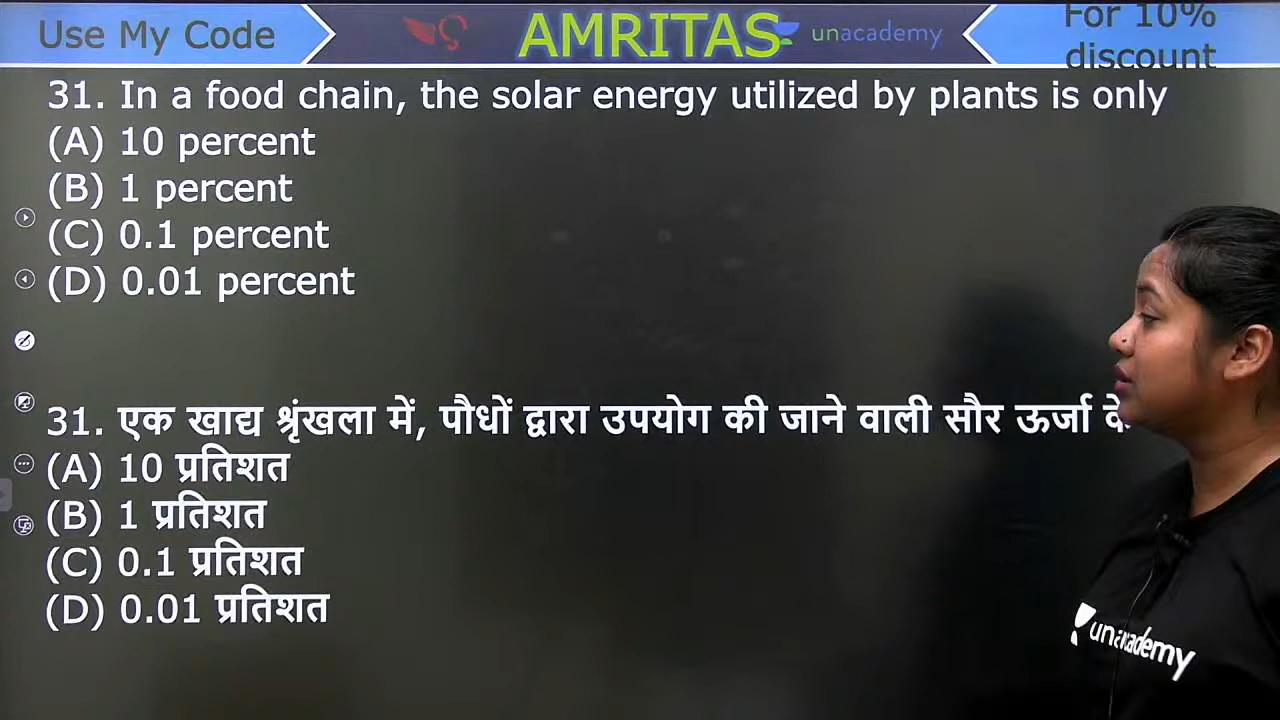 Use My Code
AMRITAS
unacademy
For 10%
discount
31. In a food chain, the solar energy utilized by plants is only
(A) 10 percent
(B) 1 percent
(C) 0.1 percent
(D) 0.01 percent
31. एक खाद्य श्रृंखला में, पौधों द्वारा उपयोग की जाने वाली सौर ऊर्जा
(A) 10 प्रतिशत
(B) 1 प्रतिशत
(C) 0.1 प्रतिशत
(D) 0.01 प्रतिशत
unacademy